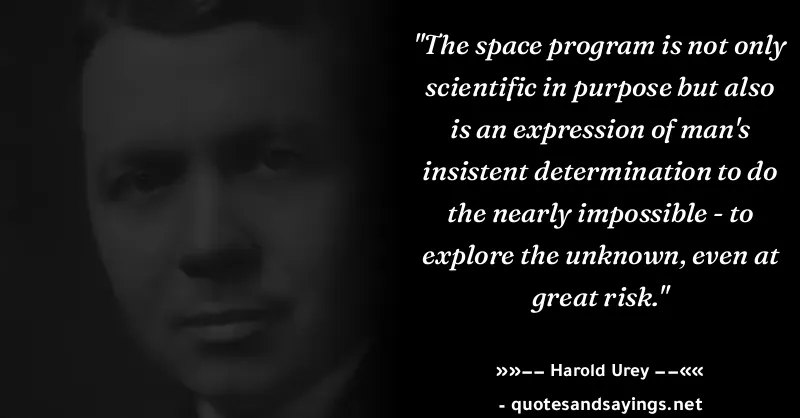 "The space program is not only
scientific in purpose but also
is an expression of man's
insistent determination to do
the nearly impossible - to
explore the unknown, even at
great risk."
»»−− Harold Urey −−««
- quotesandsayings.net